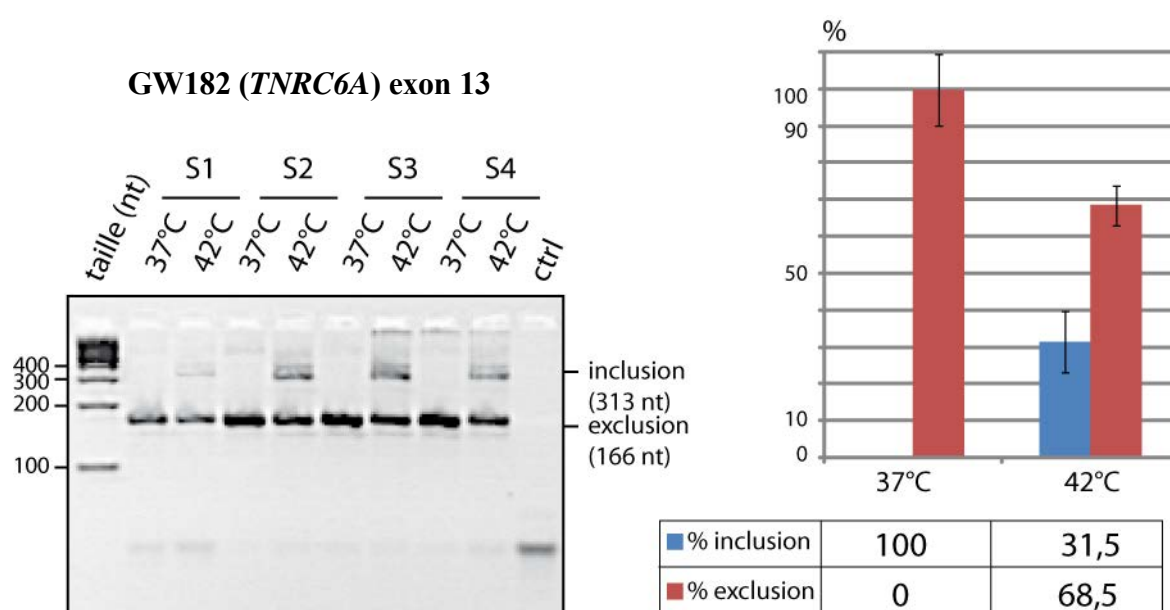 GW182 (TNRC6A) exon 13
S1 S2 S3 S4
taille (nt) 37°C 42°C 37°C 42°C 37°C 42°C 37°C 42°C ctrl
400
300
200
100
inclusion
(313 nt)
exclusion
(166 nt)
%
100
90
50
10
0
37°C 42°C
% inclusion 100 31,5
% exclusion 0 68,5